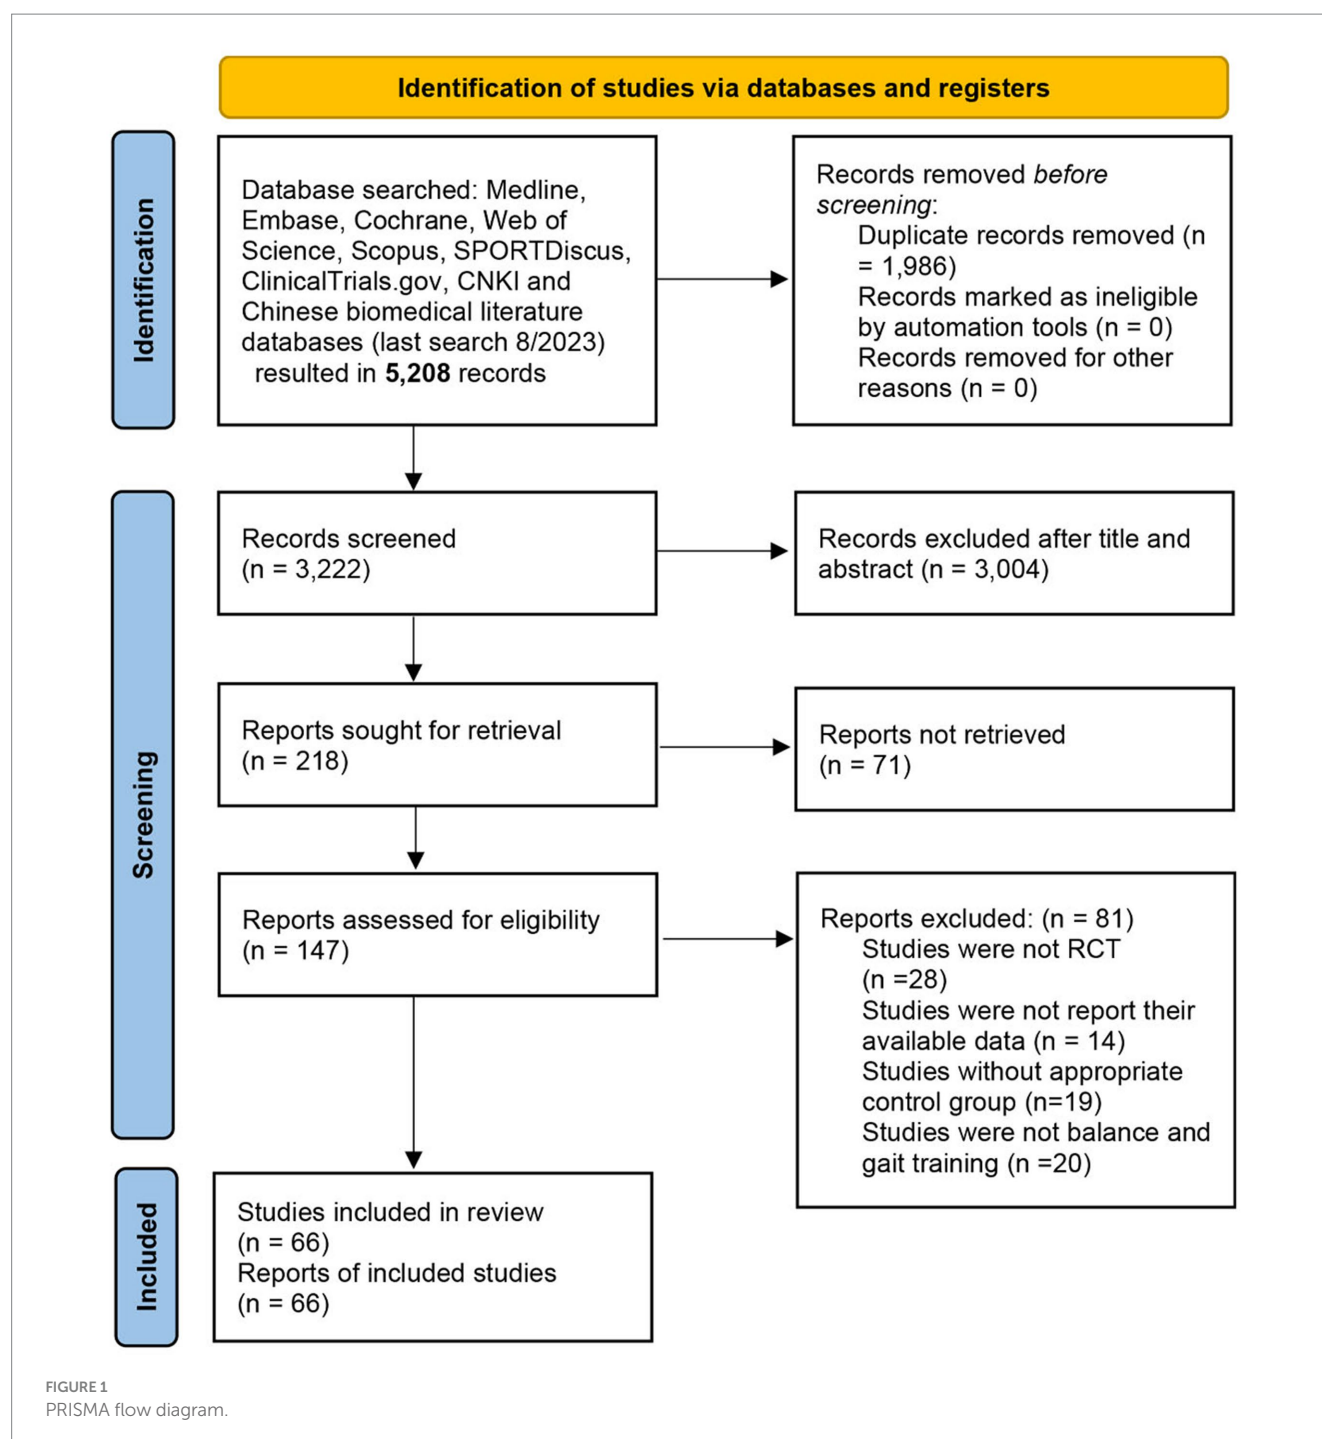 Identification of studies via databases and registers
Identification
Database searched: Medline,
Embase, Cochrane, Web of
Science, Scopus, SPORTDiscus,
ClinicalTrials.gov, CNKI and
Chinese biomedical literature
databases (last search 8/2023)
resulted in 5,208 records
Records removed before
screening:
Duplicate records removed (n
= 1,986)
Records marked as ineligible
by automation tools (n = 0)
Records removed for other
reasons (n = 0)
Screening
Records screened
(n = 3,222)
Records excluded after title and
abstract (n = 3,004)
Reports sought for retrieval
(n = 218)
Reports not retrieved
(n = 71)
Reports assessed for eligibility
(n = 147)
Reports excluded: (n = 81)
Studies were not RCT
(n =28)
Studies were not report their
available data (n = 14)
Studies without appropriate
control group (n=19)
Studies were not balance and
gait training (n =20)
Included
Studies included in review
(n = 66)
Reports of included studies
(n = 66)
FIGURE 1
PRISMA flow diagram.